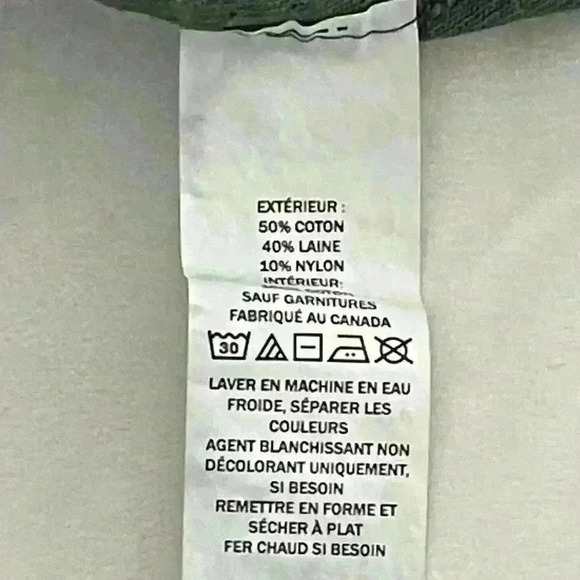 EXTÉRIEUR :
50% COTON
40% LAINE
10% NYLON
INTÉRIEUR:
SAUF GARNITURES
FABRIQUÉ AU CANADA
30
LAVER EN MACHINE EN EAU
FROIDE, SÉPARER LES
COULEURS
AGENT BLANCHISSANT NON
DÉCOLORANT UNIQUEMENT,
SI BESOIN
REMETTRE EN FORME ET
SÉCHER À PLAT
FER CHAUD SI BESOIN